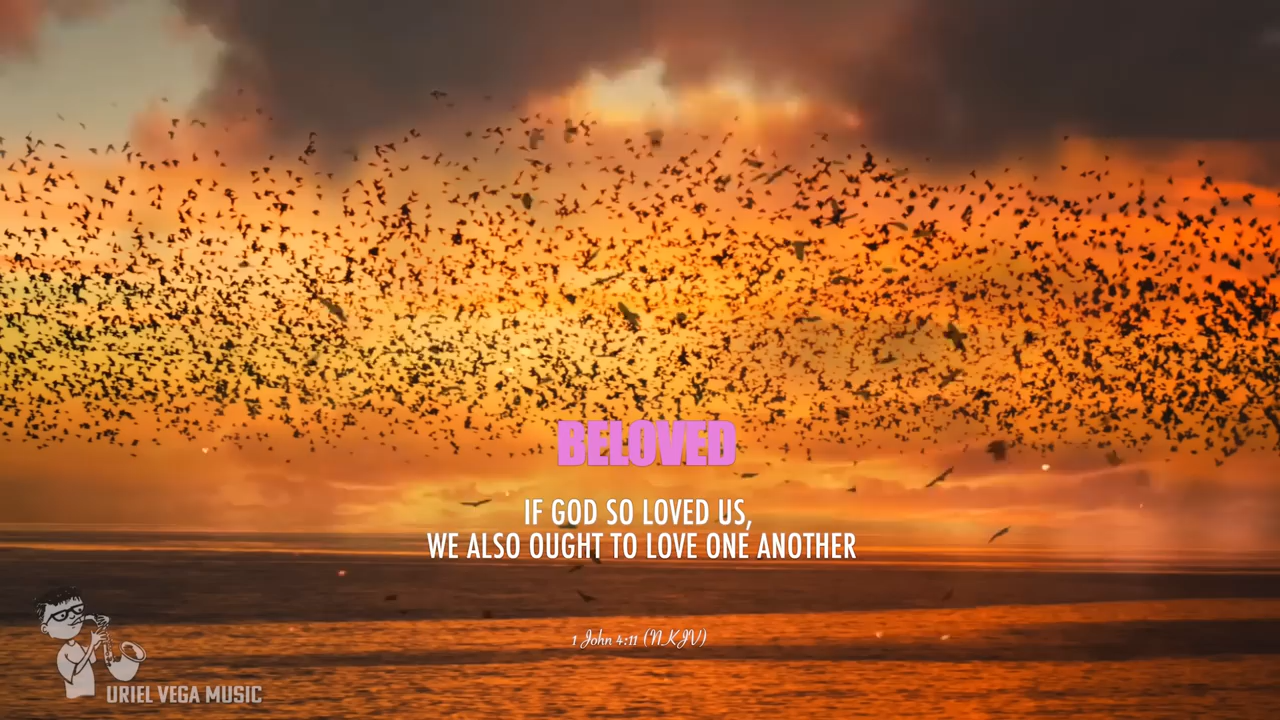 BELOVED
IF GOD SO LOVED US,
WE ALSO OUGHT TO LOVE ONE ANOTHER
1 John 4:11 (NKJV)
URIEL VEGA MUSIC